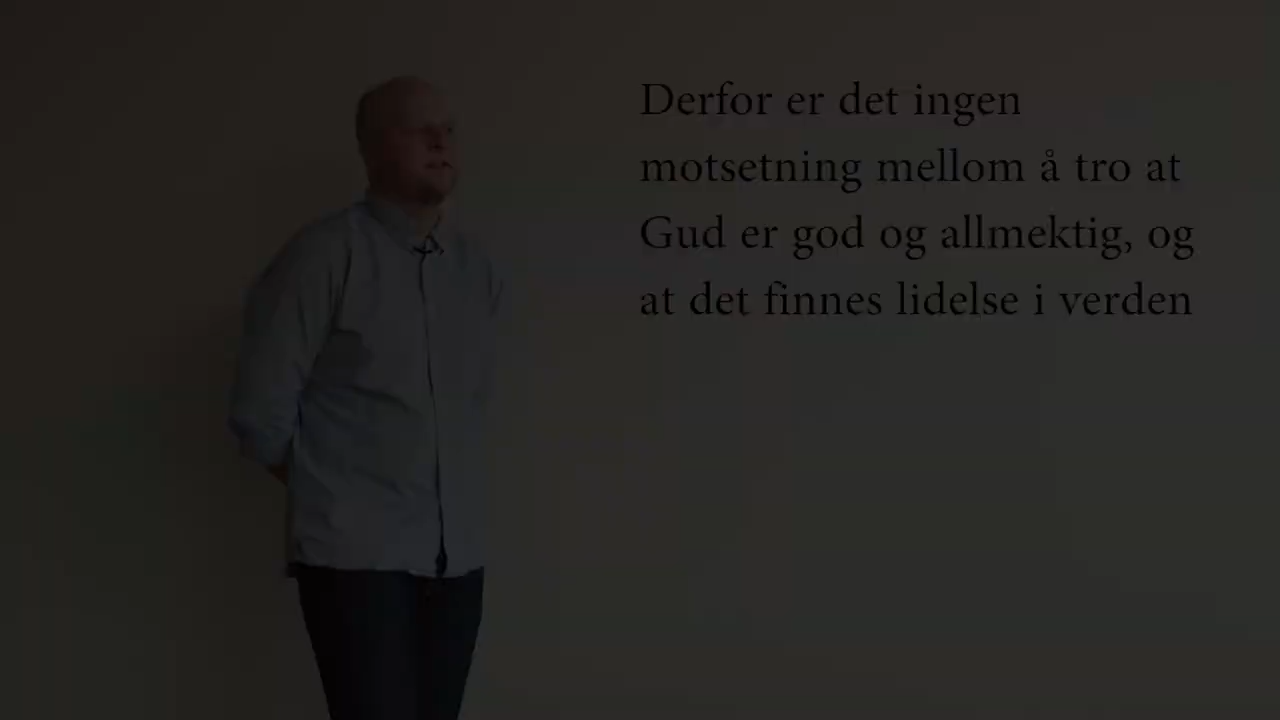 Derfor er det ingen
motsetning mellom å tro at
Gud er god og allmektig, og
at det finnes lidelse i verden